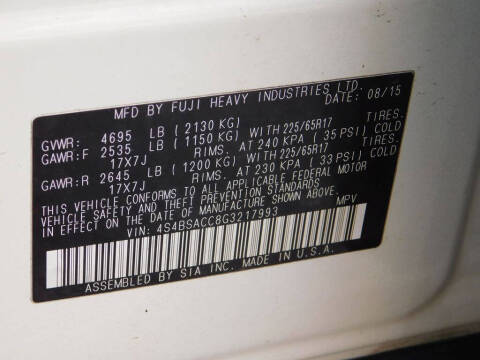 MFD BY FUJI HEAVY INDUSTRIES LTD.
DATE: 08/15
GVWR: 4695 LB (2130 KG)
GAWR:F 2535 LB (1150 KG) WITH 225/65R17 TIRES.
17X7J RIMS. AT 240 KPA (35 PSI) COLD
GAWR:R 2645 LB (1200 KG) WITH 225/65R17 TIRES.
17X7J RIMS. AT 230 KPA (33 PSI) COLD
THIS VEHICLE CONFORMS TO ALL APPLICABLE FEDERAL MOTOR
VEHICLE SAFETY AND THEFT PREVENTION STANDARDS
IN EFFECT ON THE DATE OF MANUFACTURE SHOWN ABOVE.
VIN: 4S4BSACC8G3217993 MPV
ASSEMBLED BY SIA INC. MADE IN U.S.A.